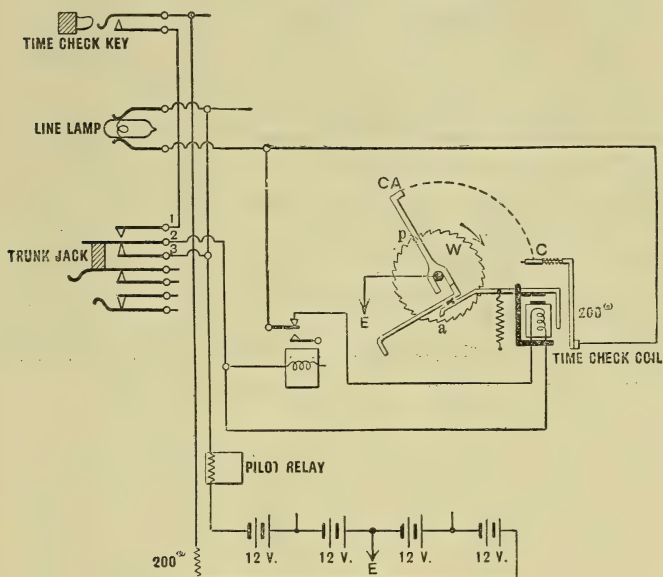 TIME CHECK KEY
LINE LAMP
TRUNK JACK
1
2
3
CA
p
W
C
E
a
200ω
TIME CHECK COIL
PILOT RELAY
200ω
12 V. 12 V. 12 V. 12 V.
E